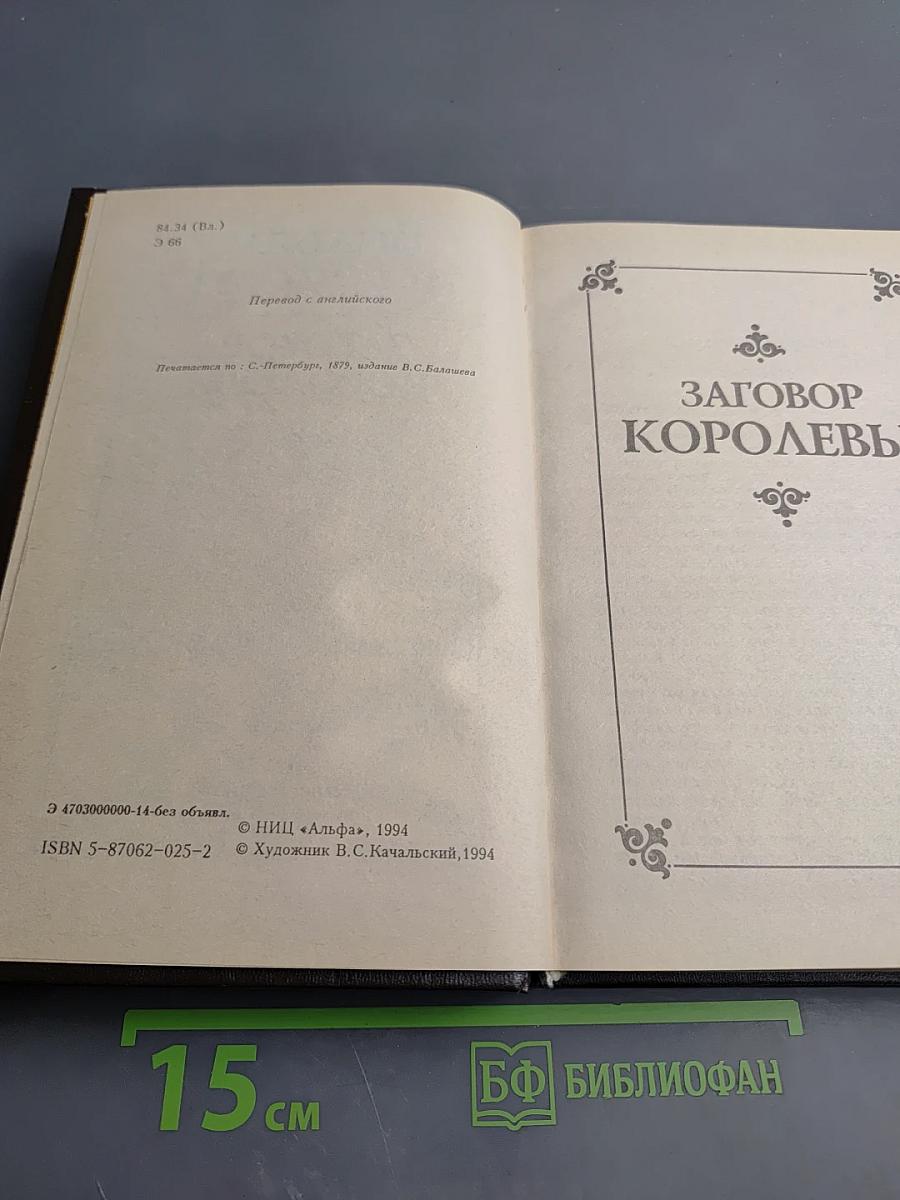 84.34 (Вл.)
Э 66
Перевод с английского
Печатается по : С.-Петербург, 1879, издание В.С.Балашева
Э 4703000000-14-без объявл.
© НИЦ «Альфа», 1994
ISBN 5-87062-025-2 © Художник В.С.Качальский,1994
ЗАГОВОР
КОРОЛЕВЫ
15 см
БФ БИБЛИОФАН